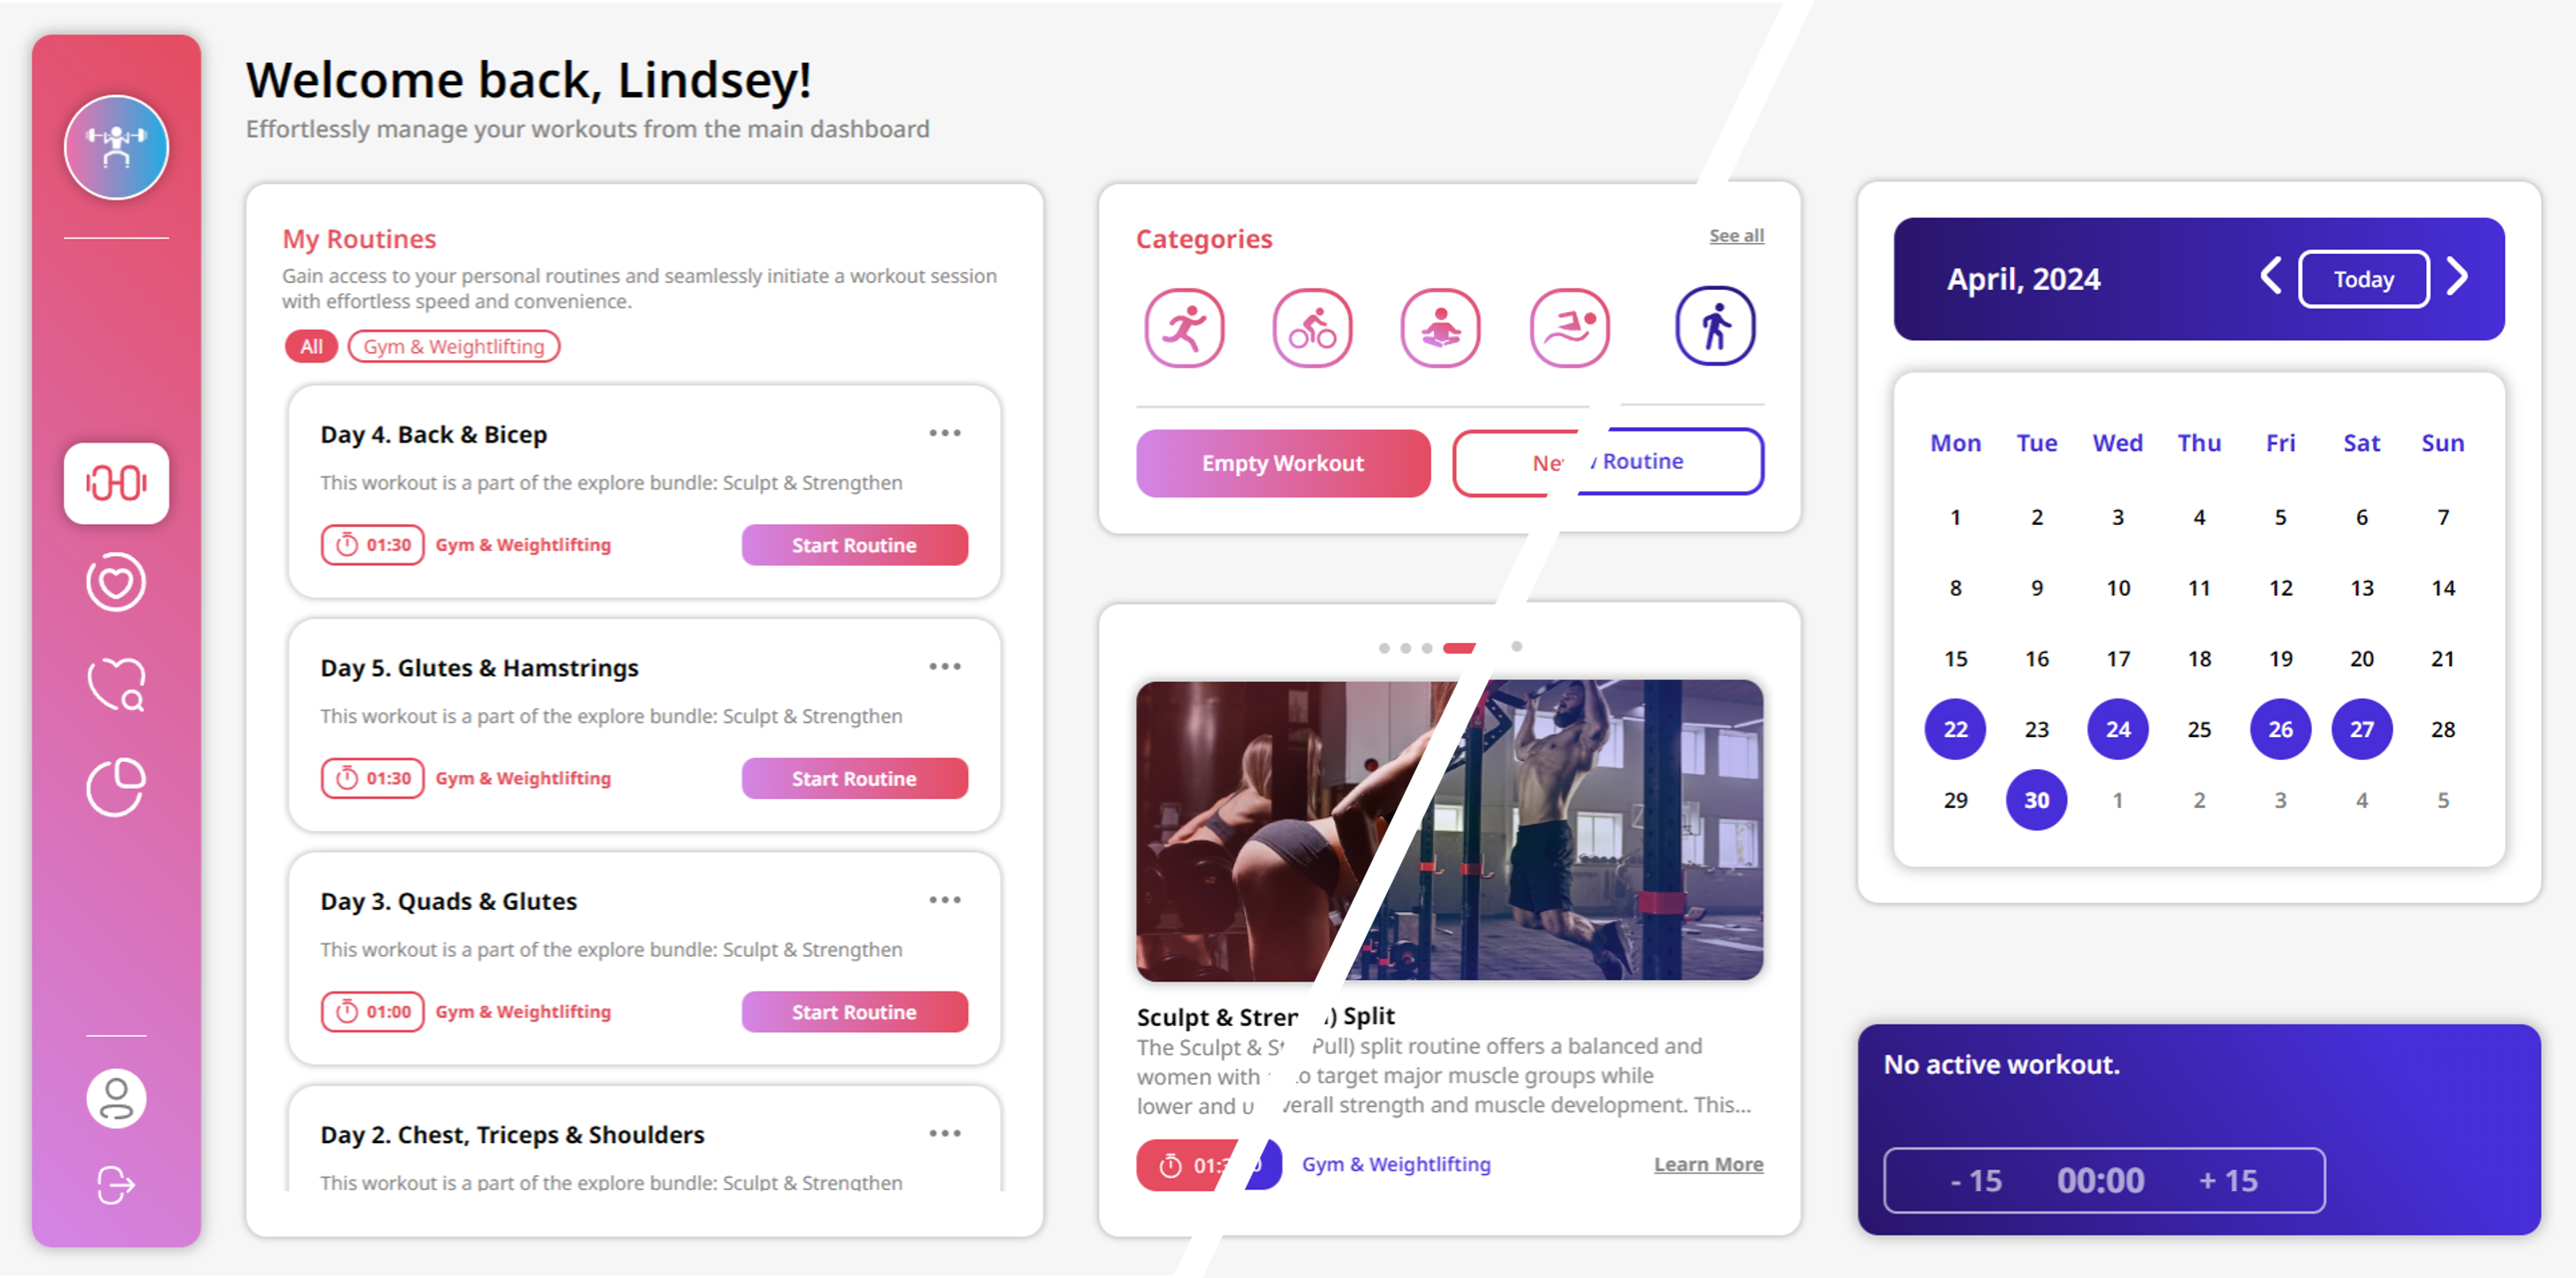 Welcome back, Lindsey!
Effortlessly manage your workouts from the main dashboard
My Routines
Gain access to your personal routines and seamlessly initiate a workout session
with effortless speed and convenience.
All
Gym & Weightlifting
Day 4. Back & Bicep
This workout is a part of the explore bundle: Sculpt & Strengthen
01:30 Gym & Weightlifting
Start Routine
Day 5. Glutes & Hamstrings
This workout is a part of the explore bundle: Sculpt & Strengthen
01:30 Gym & Weightlifting
Start Routine
Day 3. Quads & Glutes
This workout is a part of the explore bundle: Sculpt & Strengthen
01:00 Gym & Weightlifting
Start Routine
Day 2. Chest, Triceps & Shoulders
This workout is a part of the explore bundle: Sculpt & Strengthen
Categories
See all
Empty Workout
Routine
Sculpt & Split
The Sculpt & Pull) split routine offers a balanced and
women with target major muscle groups while
lower and strength and muscle development. This...
Gym & Weightlifting
Learn More
April, 2024
Today
Mon Tue Wed Thu Fri Sat Sun
1 2 3 4 5 6 7
8 9 10 11 12 13 14
15 16 17 18 19 20 21
22 23 24 25 26 27 28
29 30 1 2 3 4 5
No active workout.
- 15 00:00 + 15